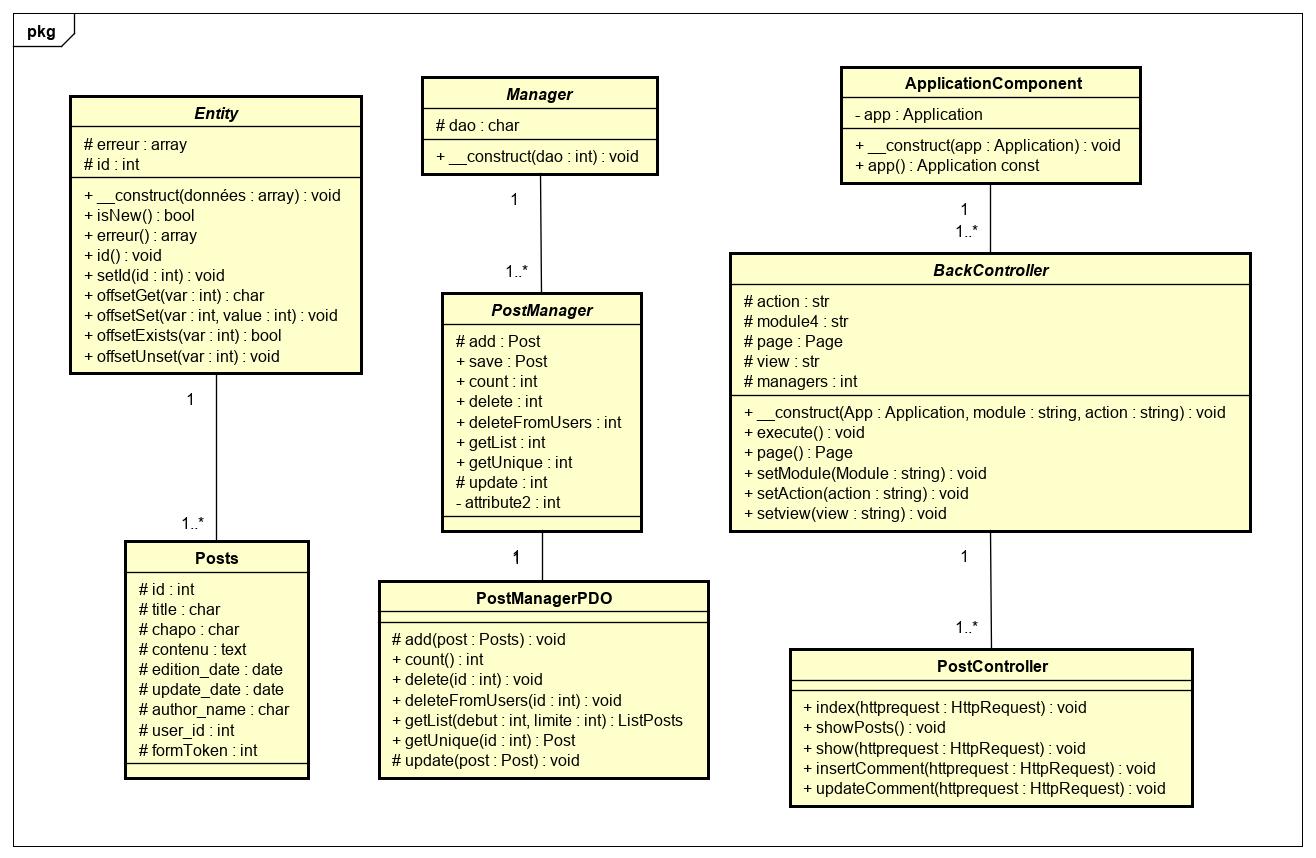 pkg
Entity
# erreur : array
# id : int
+ __construct(données : array) : void
+ isNew() : bool
+ erreur() : array
+ id() : void
+ setId(id : int) : void
+ offsetGet(var : int) : char
+ offsetSet(var : int, value : int) : void
+ offsetExists(var : int) : bool
+ offsetUnset(var : int) : void
1
1..*
Posts
# id : int
# title : char
# chapo : char
# contenu : text
# edition_date : date
# update_date : date
# author_name : char
# user_id : int
# formToken : int
Manager
# dao : char
+ __construct(dao : int) : void
1
1..*
PostManager
# add : Post
+ save : Post
+ count : int
+ delete : int
+ deleteFromUsers : int
+ getList : int
+ getUnique : int
# update : int
- attribute2 : int
1
PostManagerPDO
# add(post : Posts) : void
+ count() : int
+ delete(id : int) : void
+ deleteFromUsers(id : int) : void
+ getList(debut : int, limite : int) : ListPosts
+ getUnique(id : int) : Post
# update(post : Post) : void
ApplicationComponent
- app : Application
+ __construct(app : Application) : void
+ app() : Application const
1
1..*
BackController
# action : str
# module4 : str
# page : Page
# view : str
# managers : int
+ __construct(App : Application, module : string, action : string) : void
+ execute() : void
+ page() : Page
+ setModule(Module : string) : void
+ setAction(action : string) : void
+ setview(view : string) : void
1
1..*
PostController
+ index(httprequest : HttpRequest) : void
+ showPosts() : void
+ show(httprequest : HttpRequest) : void
+ insertComment(httprequest : HttpRequest) : void
+ updateComment(httprequest : HttpRequest) : void